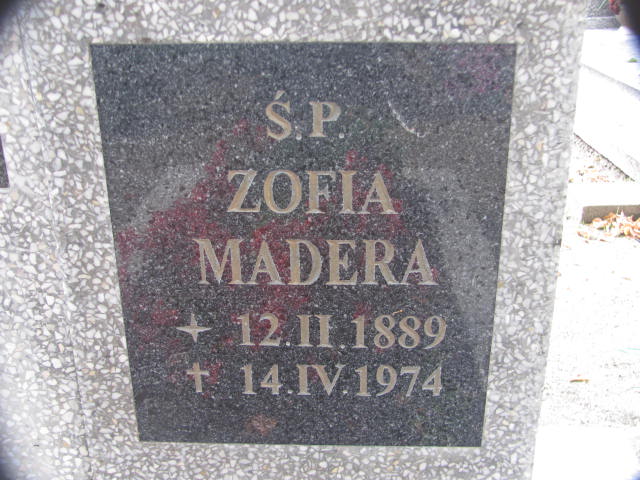 Ś.P.
ZOFIA
MADERA
✦ 12.II.1889
✝ 14.IV.1974